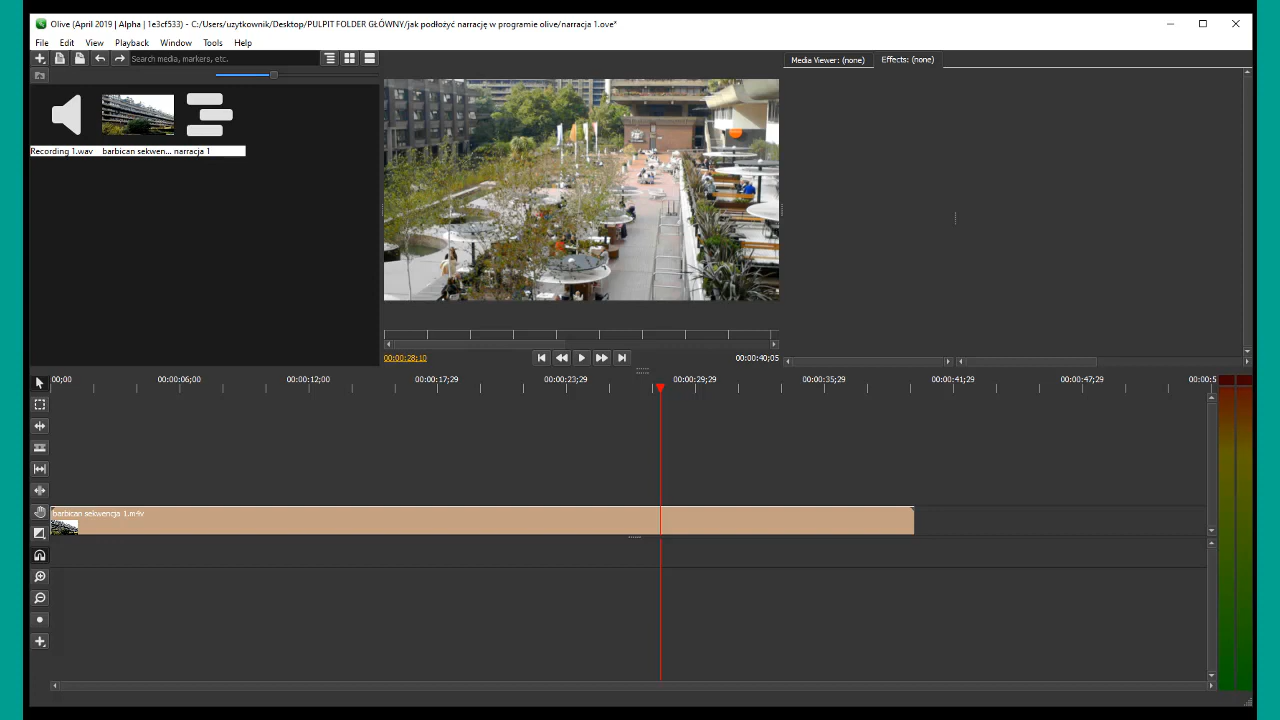 Olive (April 2019 | Alpha | 1e3cf533) - C:/Users/uzytkownik/Desktop/PULPIT FOLDER GŁÓWNY/jak podłożyć narrację w programie olive/narracja 1.ove*
File Edit View Playback Window Tools Help
Search media, markers, etc.
Media Viewer: (none) Effects: (none)
Recording 1.wav barbican sekwen... narracja 1
00:00:28;10 00:00:40;05
00;00 00:00:06;00 00:00:12;00 00:00:17;29 00:00:23;29 00:00:29;29 00:00:35;29 00:00:41;29 00:00:47;29 00:00:5
barbican sekwencja 1.m4v